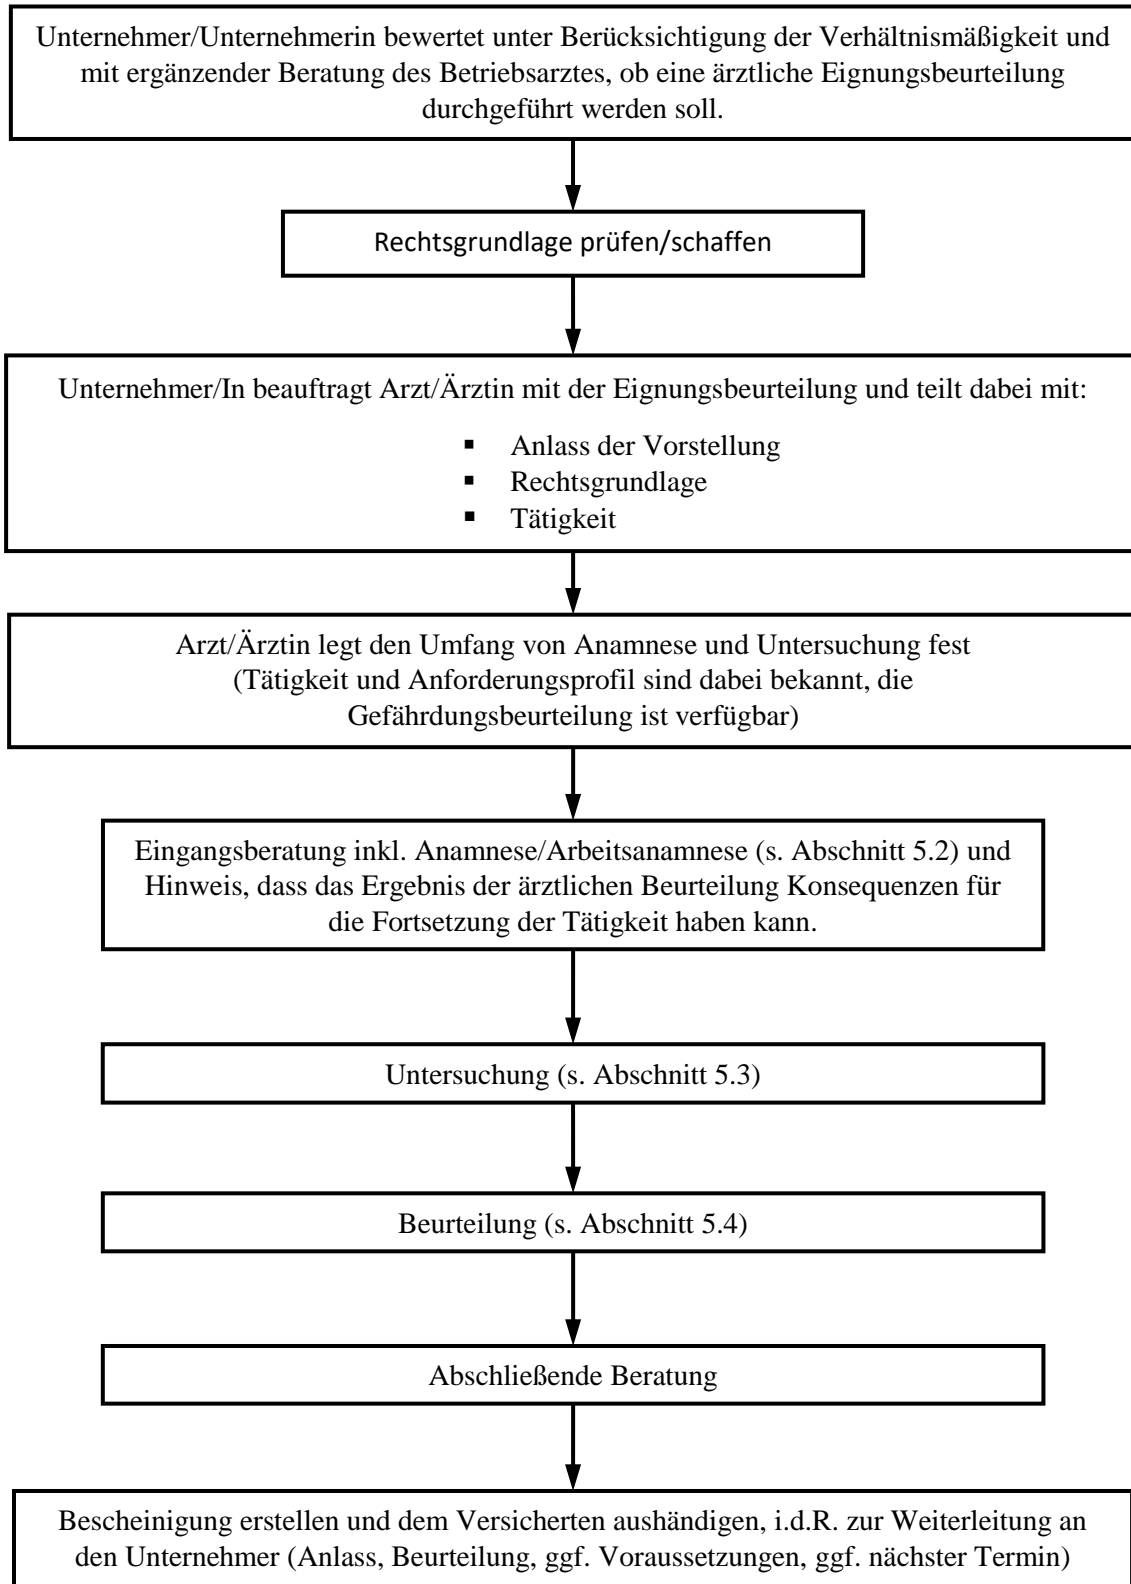 Unternehmer/Unternehmerin bewertet unter Berücksichtigung der Verhältnismäßigkeit und
mit ergänzender Beratung des Betriebsarztes, ob eine ärztliche Eignungsbeurteilung
durchgeführt werden soll.
Rechtsgrundlage prüfen/schaffen
Unternehmer/In beauftragt Arzt/Ärztin mit der Eignungsbeurteilung und teilt dabei mit:
▪ Anlass der Vorstellung
▪ Rechtsgrundlage
▪ Tätigkeit
Arzt/Ärztin legt den Umfang von Anamnese und Untersuchung fest
(Tätigkeit und Anforderungsprofil sind dabei bekannt, die
Gefährdungsbeurteilung ist verfügbar)
Eingangsberatung inkl. Anamnese/Arbeitsanamnese (s. Abschnitt 5.2) und
Hinweis, dass das Ergebnis der ärztlichen Beurteilung Konsequenzen für
die Fortsetzung der Tätigkeit haben kann.
Untersuchung (s. Abschnitt 5.3)
Beurteilung (s. Abschnitt 5.4)
Abschließende Beratung
Bescheinigung erstellen und dem Versicherten aushändigen, i.d.R. zur Weiterleitung an
den Unternehmer (Anlass, Beurteilung, ggf. Voraussetzungen, ggf. nächster Termin)